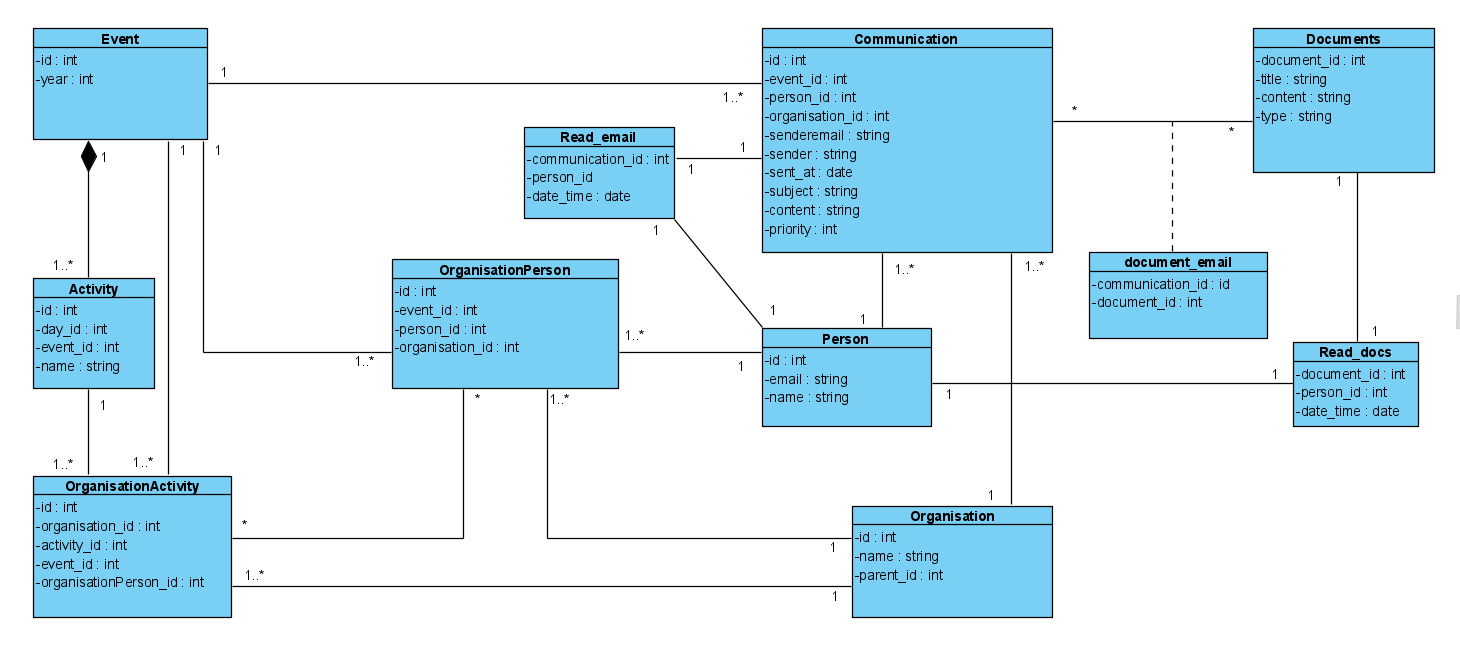 Event
-id : int
-year : int
Communication
-id : int
-event_id : int
-person_id : int
-organisation_id : int
-senderemail : string
-sender : string
-sent_at : date
-subject : string
-content : string
-priority : int
Documents
-document_id : int
-title : string
-content : string
-type : string
1
1..*
*
*
Read_email
-communication_id : int
-person_id
-date_time : date
1
1
1
1
1
1
1
1..*
1
1..*
1..*
1
1
document_email
-communication_id : id
-document_id : int
OrganisationPerson
-id : int
-event_id : int
-person_id : int
-organisation_id : int
Activity
-id : int
-day_id : int
-event_id : int
-name : string
1..*
1
1..*
1
Person
-id : int
-email : string
-name : string
Read_docs
-document_id : int
-person_id : int
-date_time : date
1
1
1
*
1..*
1..*
1..*
1
OrganisationActivity
-id : int
-organisation_id : int
-activity_id : int
-event_id : int
-organisationPerson_id : int
*
1..*
1
1
Organisation
-id : int
-name : string
-parent_id : int